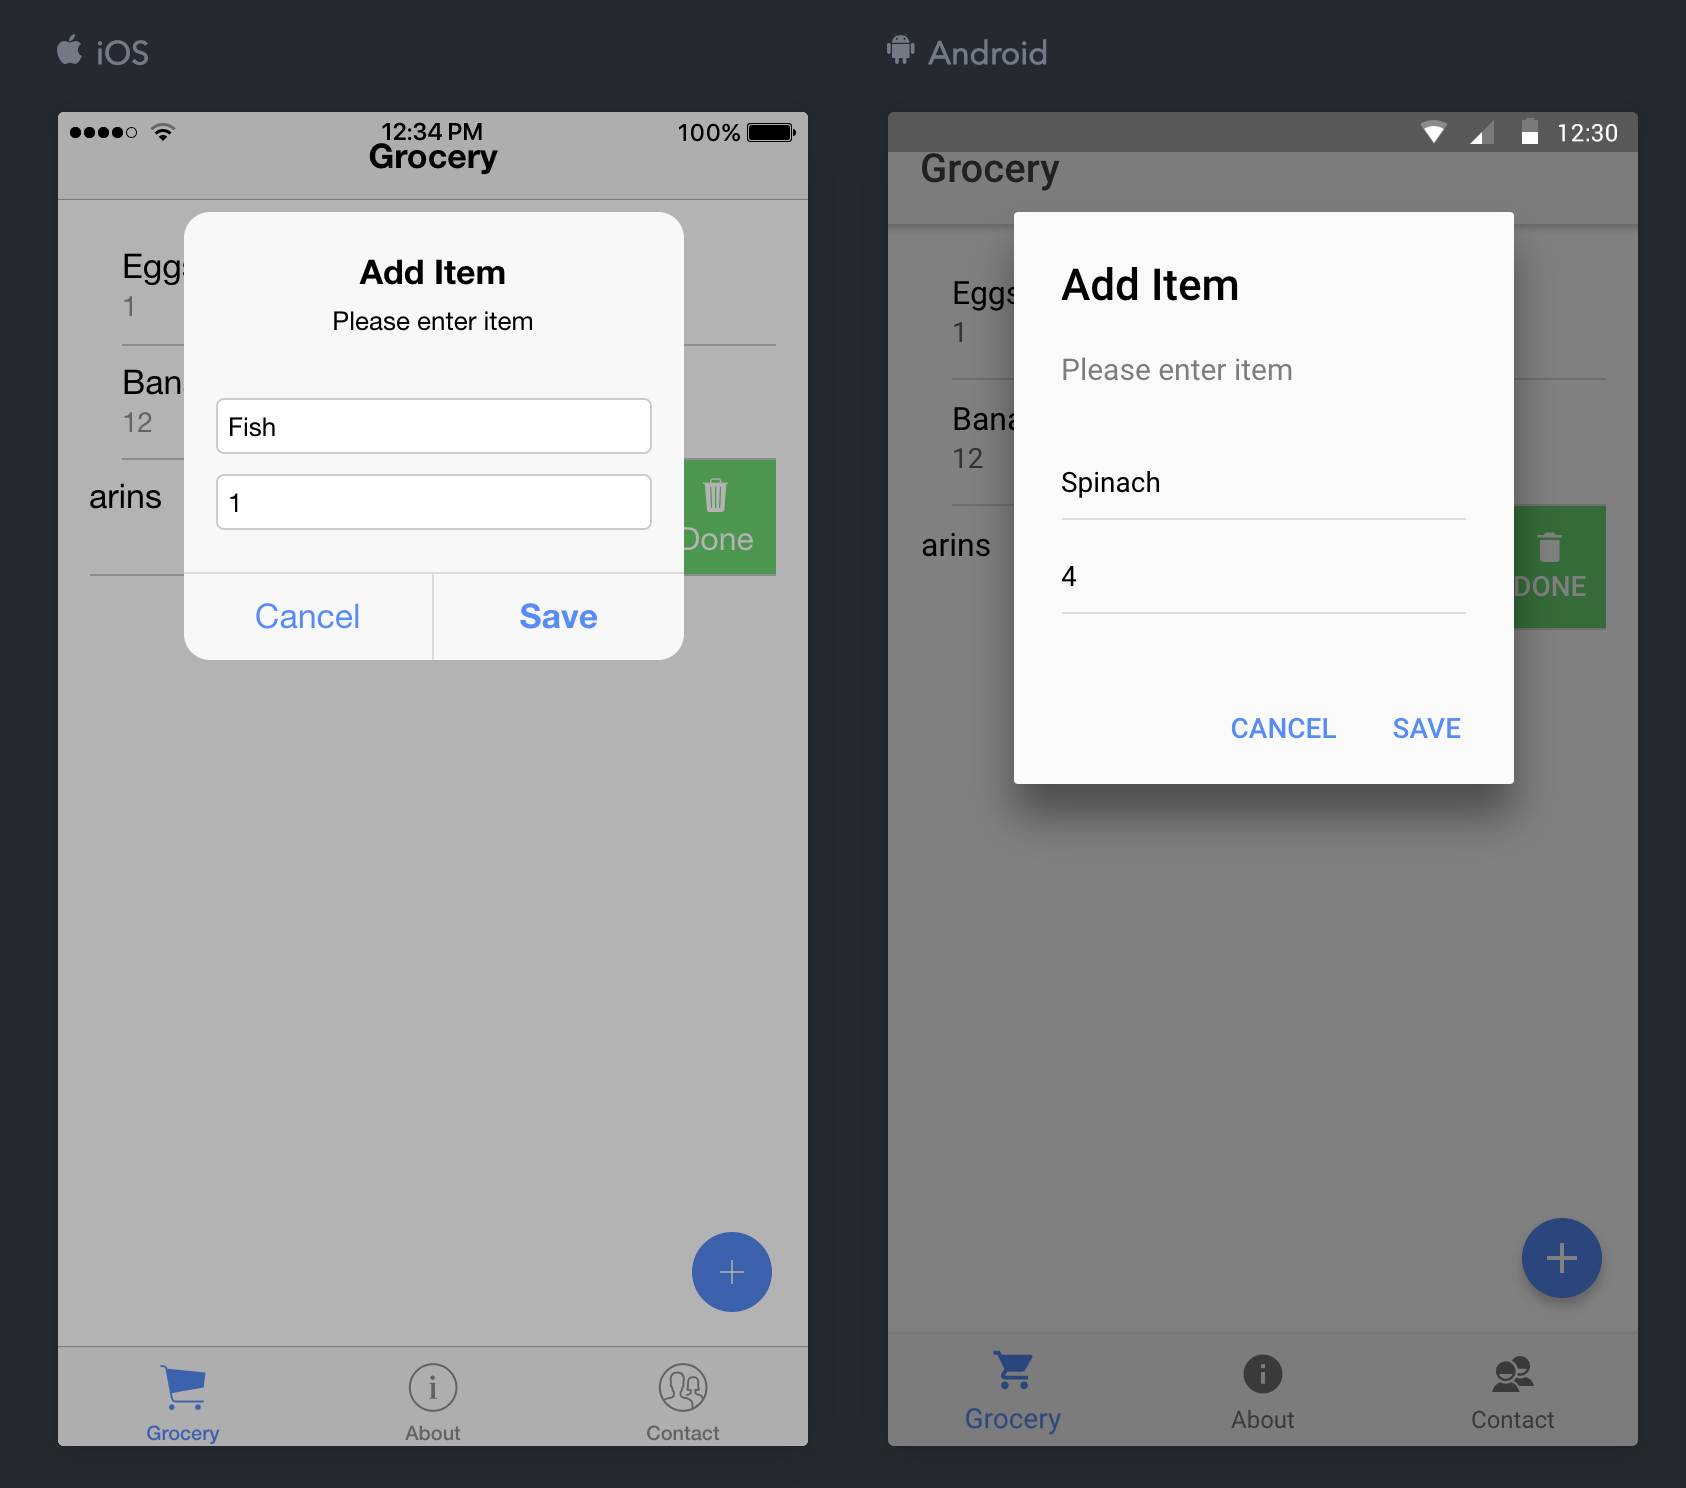 iOS
12:34 PM
100%
Grocery
Eggs
1
Add Item
Please enter item
Ban
12
Fish
arins
1
Done
Cancel
Save
Grocery
About
Contact
Android
12:30
Grocery
Eggs
1
Add Item
Please enter item
Bana
12
Spinach
arins
4
DONE
CANCEL
SAVE
Grocery
About
Contact